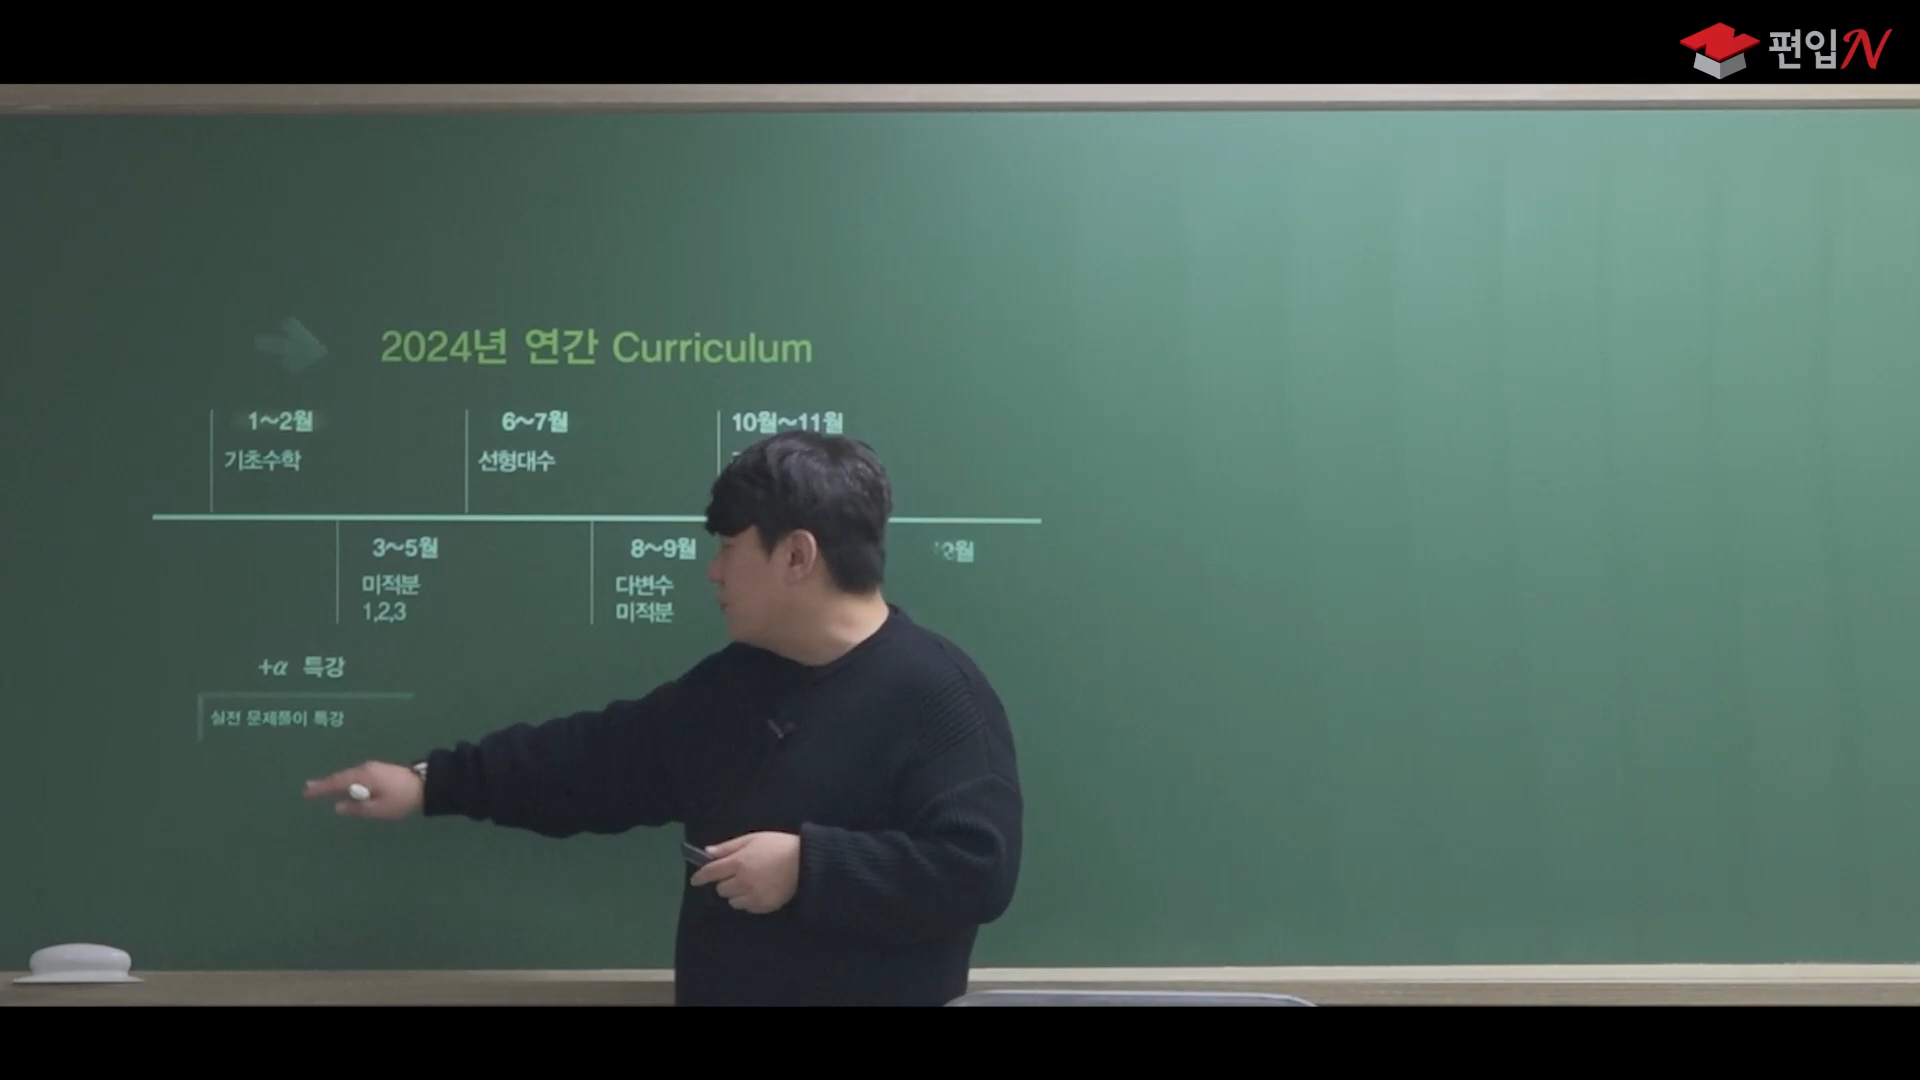 편입N
2024년 연간 Curriculum
1~2월
6~7월
10월~11월
기초수학
선형대수
3~5월
8~9월
미적분
1,2,3
다변수
미적분
+α 특강
실전 문제풀이 특강